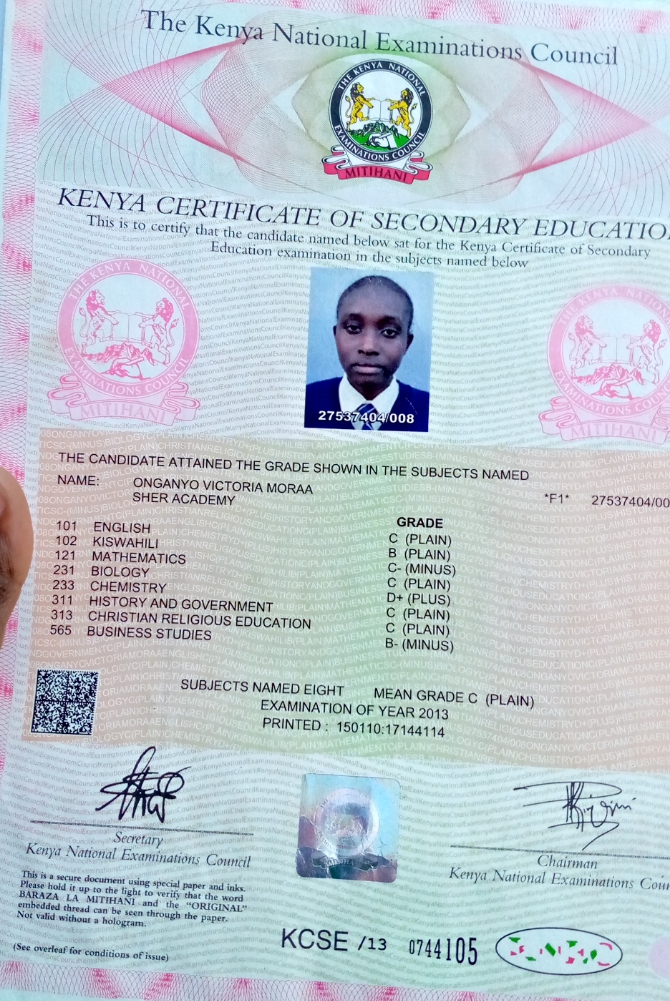 The Kenya National Examinations Council
THE KENYA NATIONAL
EXAMINATIONS COUNCIL
MITIHANI
KENYA CERTIFICATE OF SECONDARY EDUCATIO
This is to certify that the candidate named below sat for the Kenya Certificate of Secondary
Education examination in the subjects named below
THE KENYA NATIONAL
EXAMINATIONS COUNCIL
MITIHANI
THE KENYA NATIONAL
EXAMINATIONS COUNCIL
MITIHANI
27537404/008
THE CANDIDATE ATTAINED THE GRADE SHOWN IN THE SUBJECTS NAMED
NAME: ONGANYO VICTORIA MORAA
SHER ACADEMY *F1* 27537404/00
GRADE
101 ENGLISH C (PLAIN)
102 KISWAHILI B (PLAIN)
121 MATHEMATICS C- (MINUS)
231 BIOLOGY C (PLAIN)
233 CHEMISTRY D+ (PLUS)
311 HISTORY AND GOVERNMENT C (PLAIN)
313 CHRISTIAN RELIGIOUS EDUCATION C (PLAIN)
565 BUSINESS STUDIES B- (MINUS)
SUBJECTS NAMED EIGHT MEAN GRADE C (PLAIN)
EXAMINATION OF YEAR 2013
PRINTED : 150110:17144114
Secretary
Kenya National Examinations Council
Chairman
Kenya National Examinations Coun
This is a secure document using special paper and inks.
Please hold it up to the light to verify that the word
BARAZA LA MITIHANI and the "ORIGINAL"
embedded thread can be seen through the paper.
Not valid without a hologram.
(See overleaf for conditions of issue)
KCSE /13 0744105